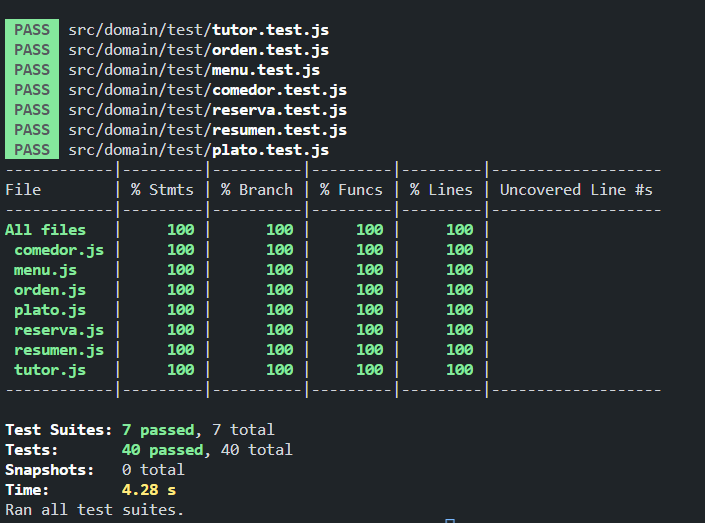 PASS src/domain/test/tutor.test.js
PASS src/domain/test/orden.test.js
PASS src/domain/test/menu.test.js
PASS src/domain/test/comedor.test.js
PASS src/domain/test/reserva.test.js
PASS src/domain/test/resumen.test.js
PASS src/domain/test/plato.test.js
------------|---------|----------|---------|---------|-------------------
File        | % Stmts | % Branch | % Funcs | % Lines | Uncovered Line #s
------------|---------|----------|---------|---------|-------------------
All files   |     100 |      100 |     100 |     100 |
 comedor.js |     100 |      100 |     100 |     100 |
 menu.js    |     100 |      100 |     100 |     100 |
 orden.js   |     100 |      100 |     100 |     100 |
 plato.js   |     100 |      100 |     100 |     100 |
 reserva.js |     100 |      100 |     100 |     100 |
 resumen.js |     100 |      100 |     100 |     100 |
 tutor.js   |     100 |      100 |     100 |     100 |
------------|---------|----------|---------|---------|-------------------
Test Suites: 7 passed, 7 total
Tests:       40 passed, 40 total
Snapshots:   0 total
Time:        4.28 s
Ran all test suites.